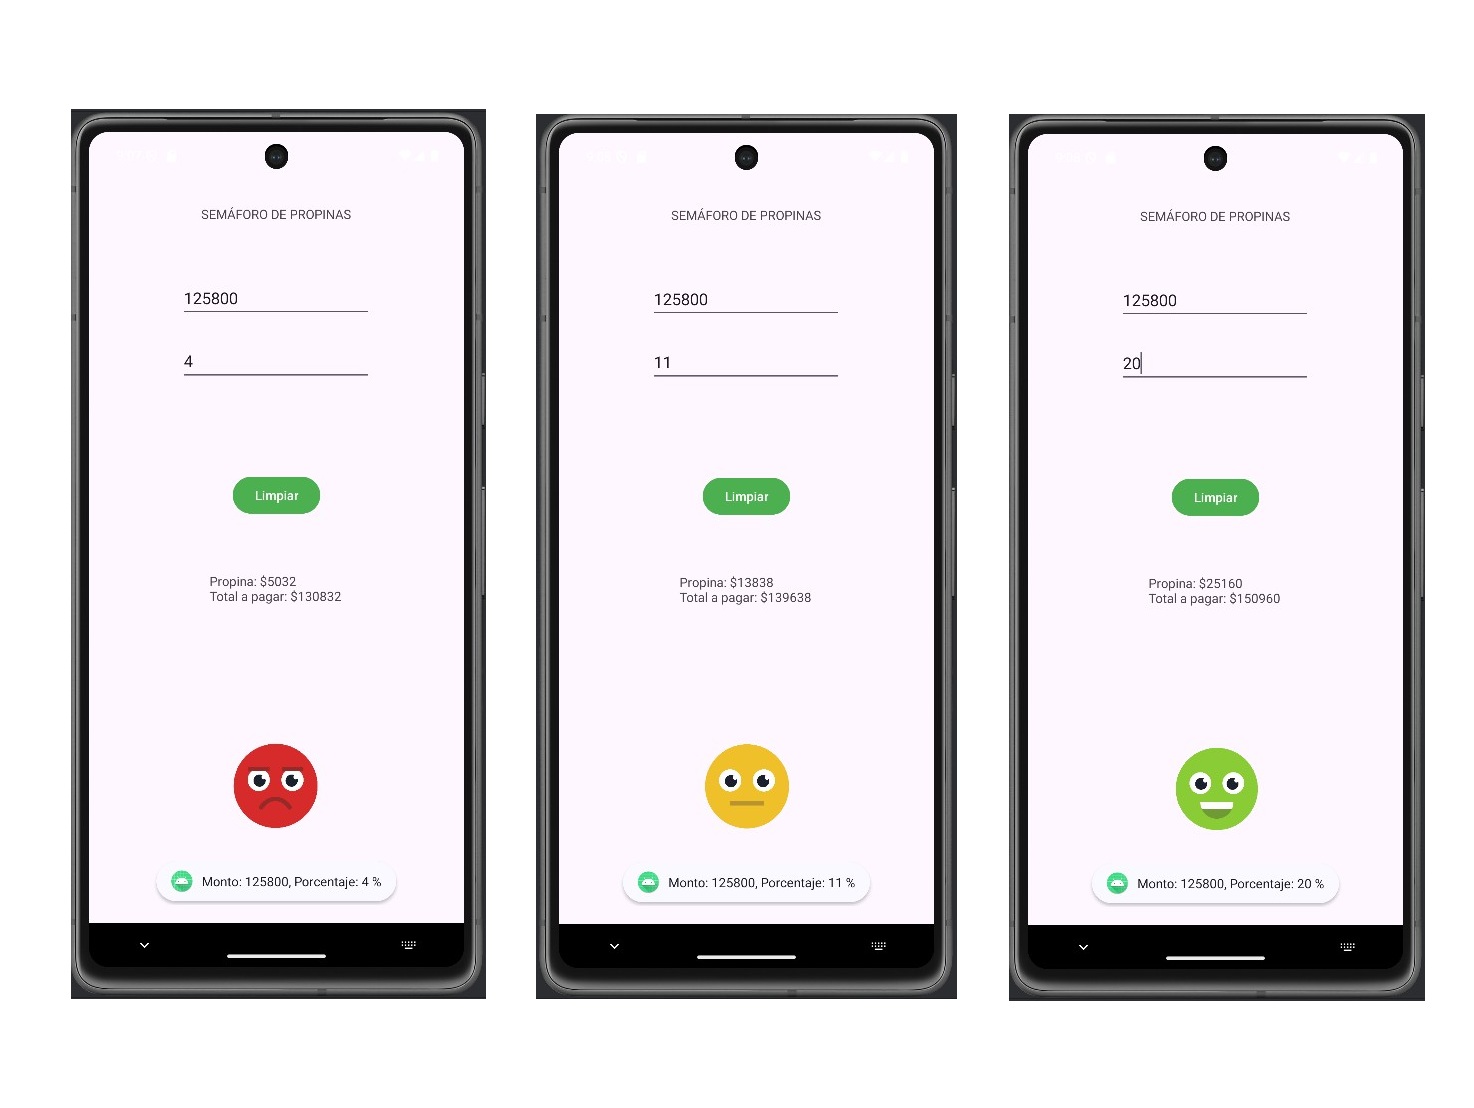 SEMÁFORO DE PROPINAS
125800
4
Limpiar
Propina: $5032
Total a pagar: $130832
Monto: 125800, Porcentaje: 4 %
SEMÁFORO DE PROPINAS
125800
11
Limpiar
Propina: $13838
Total a pagar: $139638
Monto: 125800, Porcentaje: 11 %
SEMÁFORO DE PROPINAS
125800
20
Limpiar
Propina: $25160
Total a pagar: $150960
Monto: 125800, Porcentaje: 20 %